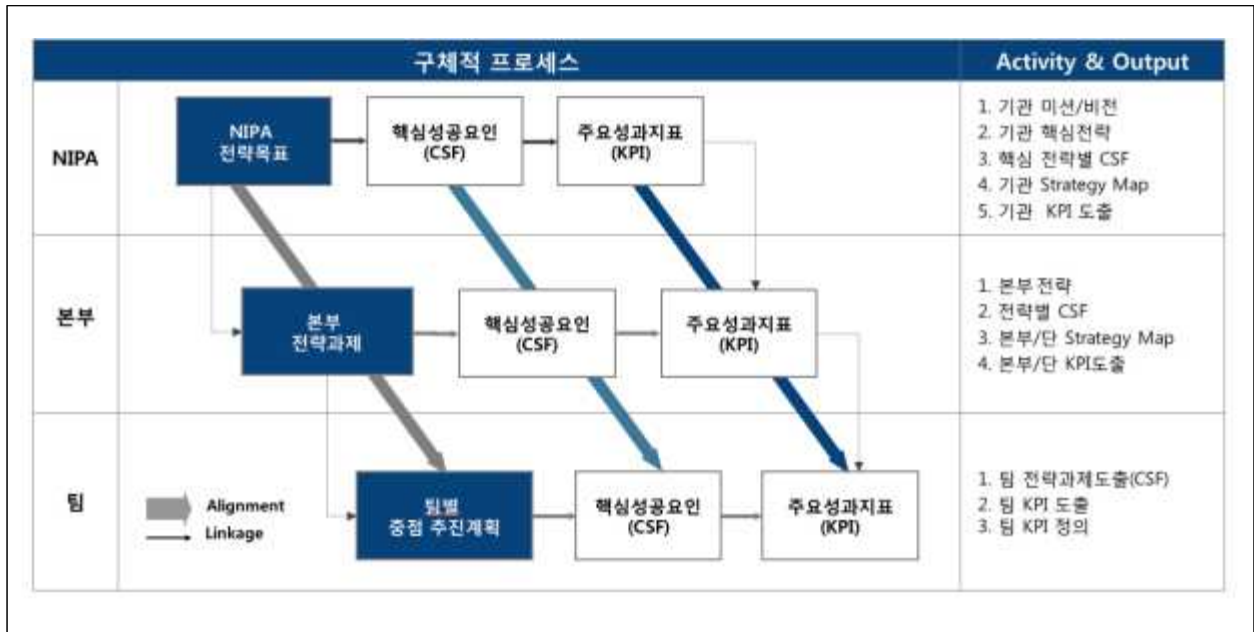 구체적 프로세스
Activity & Output
NIPA
NIPA
전략목표
핵심성공요인
(CSF)
주요성과지표
(KPI)
1. 기관 미션/비전
2. 기관 핵심전략
3. 핵심 전략별 CSF
4. 기관 Strategy Map
5. 기관 KPI 도출
본부
본부
전략과제
핵심성공요인
(CSF)
주요성과지표
(KPI)
1. 본부 전략
2. 전략별 CSF
3. 본부/단 Strategy Map
4. 본부/단 KPI도출
팀
Alignment
Linkage
팀별
중점 추진계획
핵심성공요인
(CSF)
주요성과지표
(KPI)
1. 팀 전략과제도출(CSF)
2. 팀 KPI 도출
3. 팀 KPI 정의